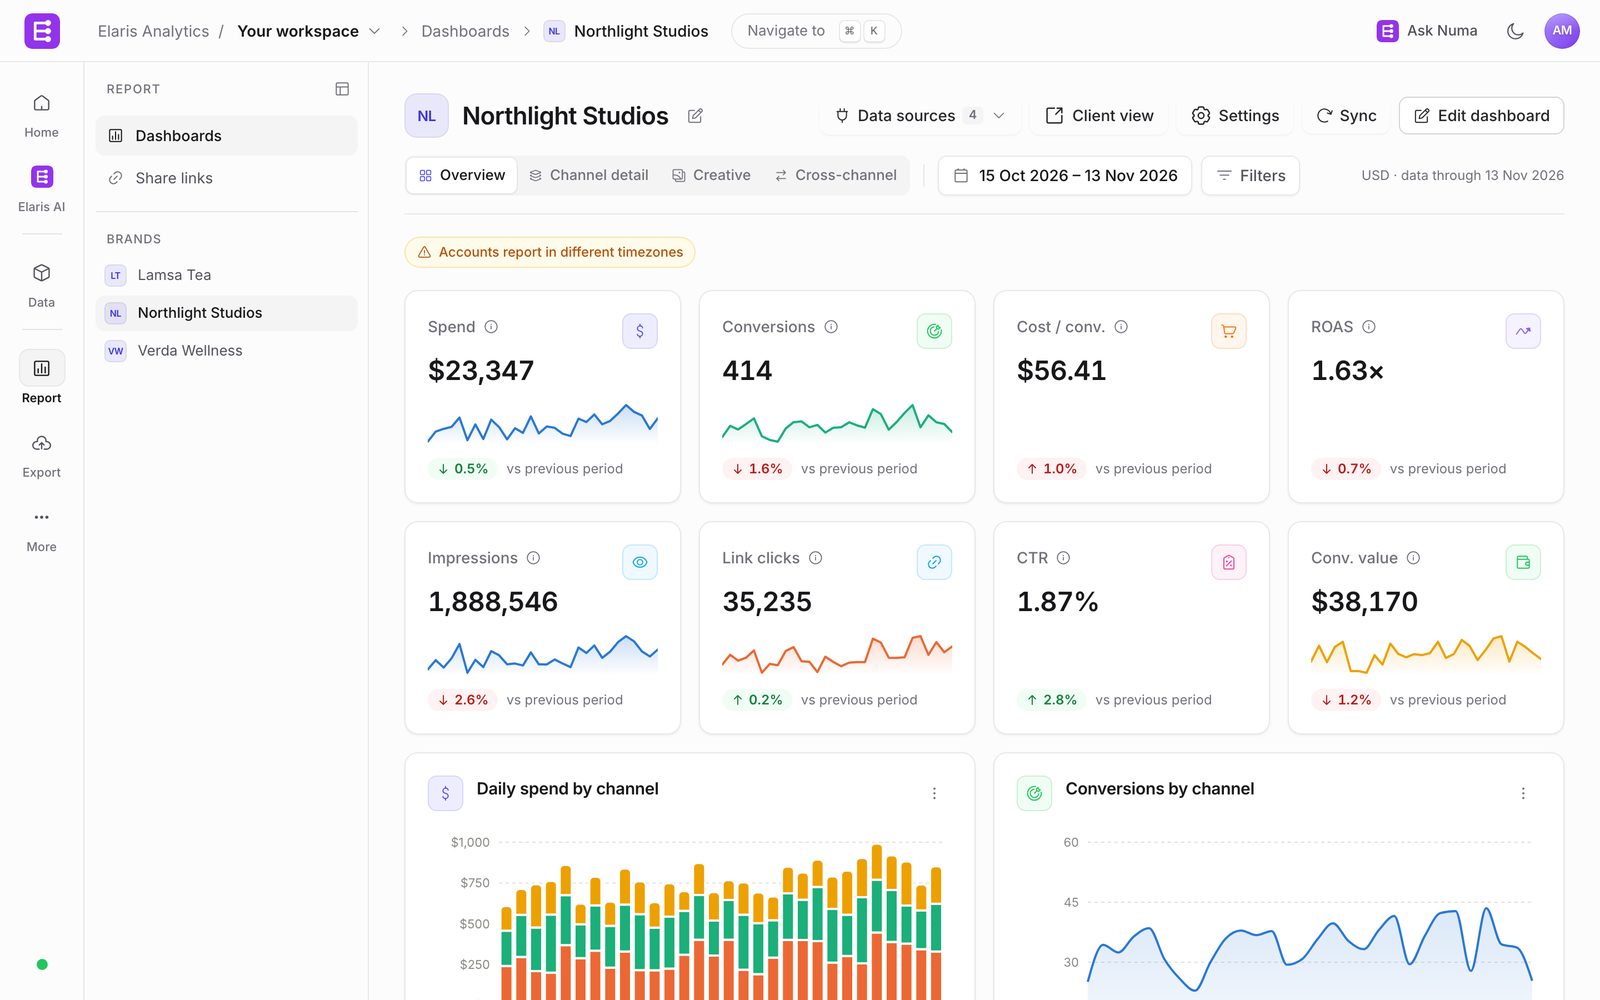 Elaris Analytics / Your workspace > Dashboards > NL Northlight Studios
Navigate to ⌘ K
Ask Numa
AM
Home
Elaris AI
Data
Report
Export
More
REPORT
Dashboards
Share links
BRANDS
LT Lamsa Tea
NL Northlight Studios
VW Verda Wellness
NL Northlight Studios
Data sources 4
Client view
Settings
Sync
Edit dashboard
Overview
Channel detail
Creative
Cross-channel
15 Oct 2026 – 13 Nov 2026
Filters
USD · data through 13 Nov 2026
Accounts report in different timezones
Spend
$
$23,347
↓ 0.5% vs previous period
Conversions
414
↓ 1.6% vs previous period
Cost / conv.
$56.41
↑ 1.0% vs previous period
ROAS
1.63×
↓ 0.7% vs previous period
Impressions
1,888,546
↓ 2.6% vs previous period
Link clicks
35,235
↑ 0.2% vs previous period
CTR
1.87%
↑ 2.8% vs previous period
Conv. value
$38,170
↓ 1.2% vs previous period
$ Daily spend by channel
$1,000
$750
$500
$250
Conversions by channel
60
45
30